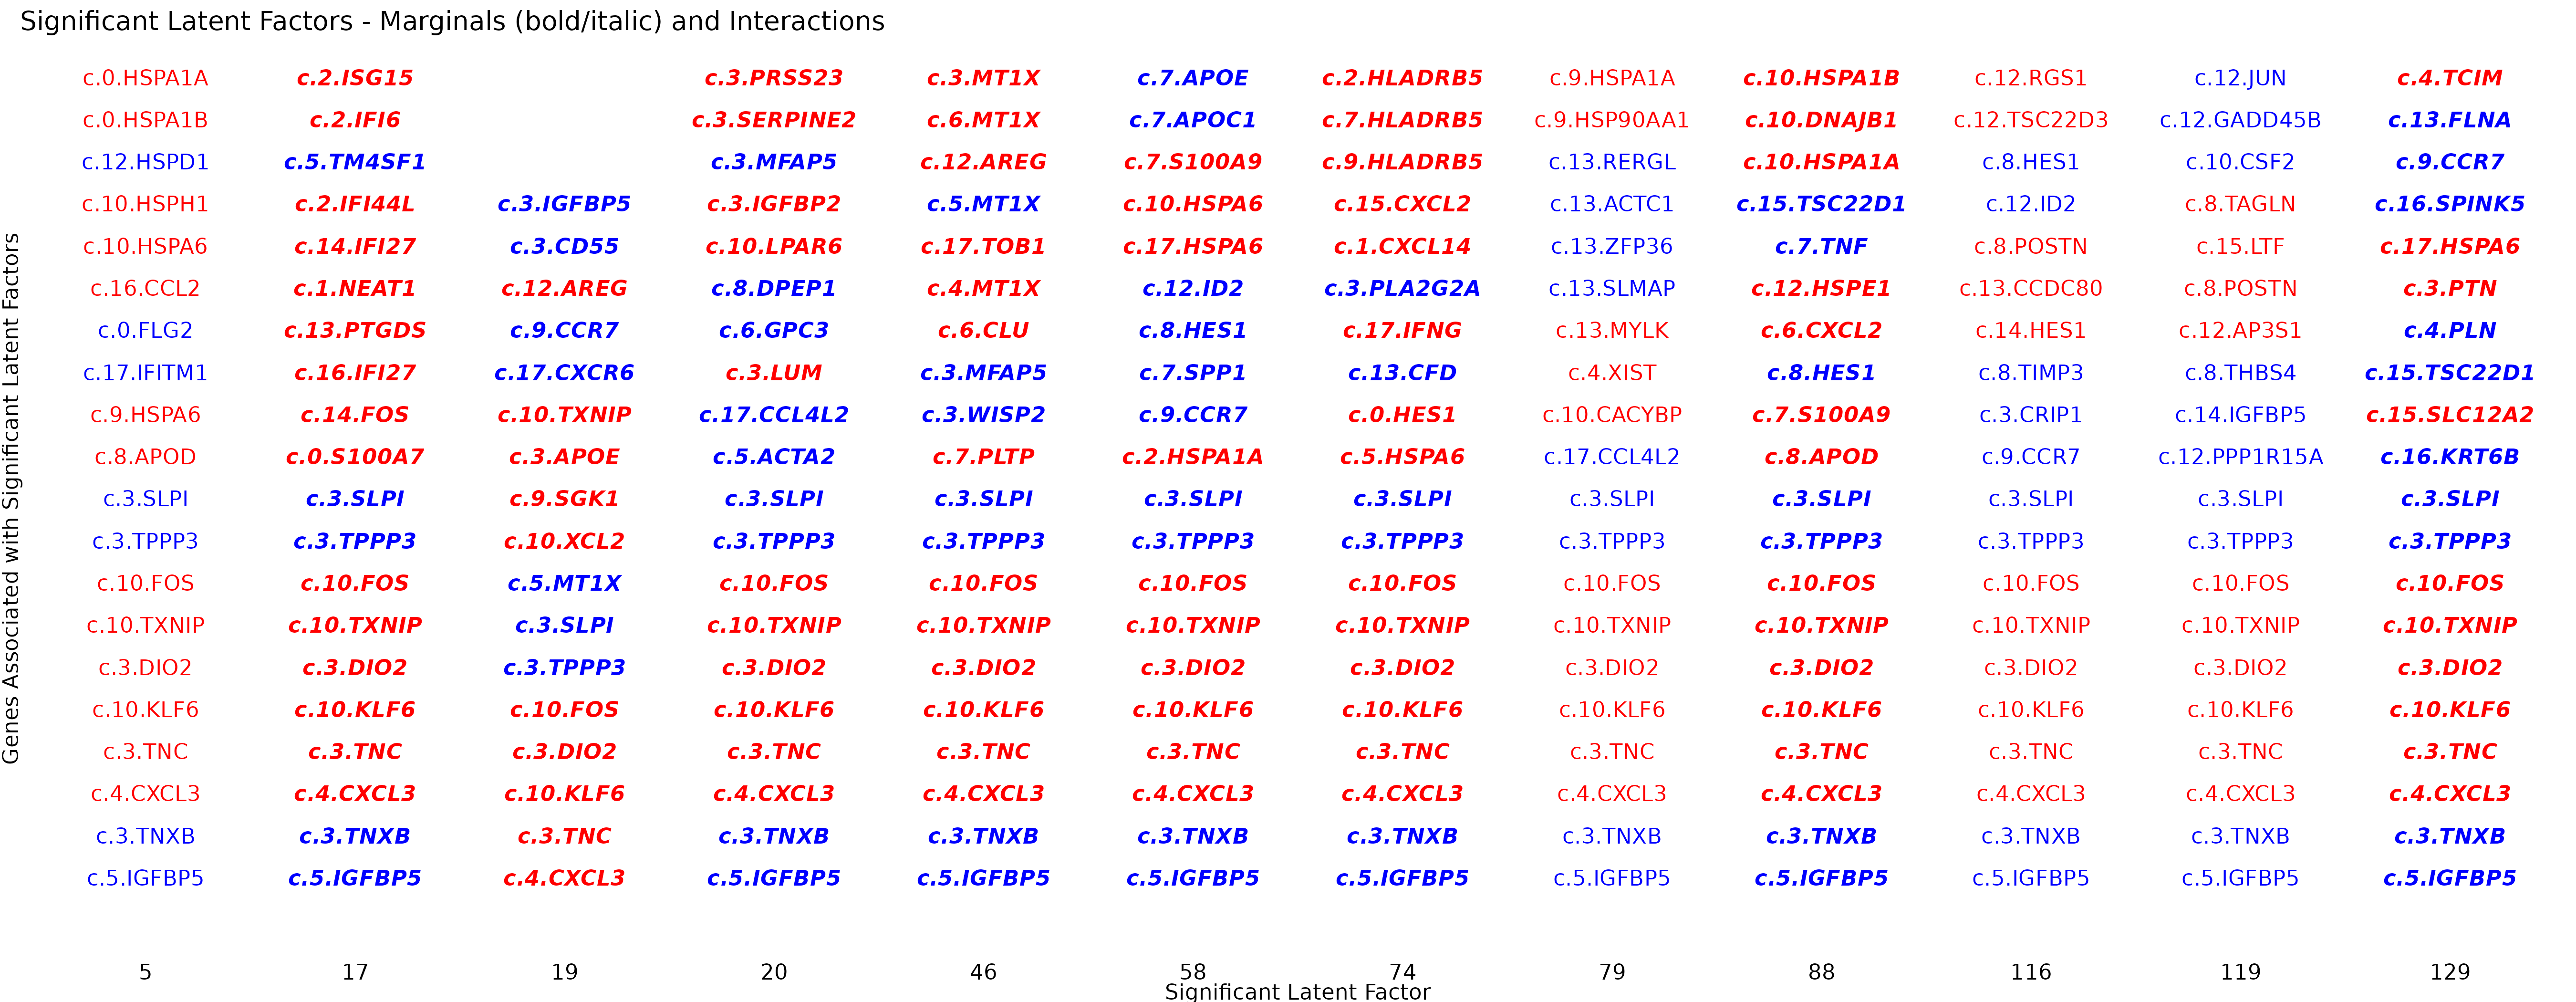 Significant Latent Factors - Marginals (bold/italic) and Interactions
c.0.HSPA1A c.2.ISG15 c.3.PRSS23 c.3.MT1X c.7.APOE c.2.HLADRB5 c.9.HSPA1A c.10.HSPA1B c.12.RGS1 c.12.JUN c.4.TCIM
c.0.HSPA1B c.2.IFI6 c.3.SERPINE2 c.6.MT1X c.7.APOC1 c.7.HLADRB5 c.9.HSP90AA1 c.10.DNAJB1 c.12.TSC22D3 c.12.GADD45B c.13.FLNA
c.12.HSPD1 c.5.TM4SF1 c.3.MFAP5 c.12.AREG c.7.S100A9 c.9.HLADRB5 c.13.RERGL c.10.HSPA1A c.8.HES1 c.10.CSF2 c.9.CCR7
c.10.HSPH1 c.2.IFI44L c.3.IGFBP5 c.3.IGFBP2 c.5.MT1X c.10.HSPA6 c.15.CXCL2 c.13.ACTC1 c.15.TSC22D1 c.12.ID2 c.8.TAGLN c.16.SPINK5
c.10.HSPA6 c.14.IFI27 c.3.CD55 c.10.LPAR6 c.17.TOB1 c.17.HSPA6 c.1.CXCL14 c.13.ZFP36 c.7.TNF c.8.POSTN c.15.LTF c.17.HSPA6
c.16.CCL2 c.1.NEAT1 c.12.AREG c.8.DPEP1 c.4.MT1X c.12.ID2 c.3.PLA2G2A c.13.SLMAP c.12.HSPE1 c.13.CCDC80 c.8.POSTN c.3.PTN
c.0.FLG2 c.13.PTGDS c.9.CCR7 c.6.GPC3 c.6.CLU c.8.HES1 c.17.IFNG c.13.MYLK c.6.CXCL2 c.14.HES1 c.12.AP3S1 c.4.PLN
c.17.IFITM1 c.16.IFI27 c.17.CXCR6 c.3.LUM c.3.MFAP5 c.7.SPP1 c.13.CFD c.4.XIST c.8.HES1 c.8.TIMP3 c.8.THBS4 c.15.TSC22D1
c.9.HSPA6 c.14.FOS c.10.TXNIP c.17.CCL4L2 c.3.WISP2 c.9.CCR7 c.0.HES1 c.10.CACYBP c.7.S100A9 c.3.CRIP1 c.14.IGFBP5 c.15.SLC12A2
c.8.APOD c.0.S100A7 c.3.APOE c.5.ACTA2 c.7.PLTP c.2.HSPA1A c.5.HSPA6 c.17.CCL4L2 c.8.APOD c.9.CCR7 c.12.PPP1R15A c.16.KRT6B
c.3.SLPI c.3.SLPI c.9.SGK1 c.3.SLPI c.3.SLPI c.3.SLPI c.3.SLPI c.3.SLPI c.3.SLPI c.3.SLPI c.3.SLPI c.3.SLPI
c.3.TPPP3 c.3.TPPP3 c.10.XCL2 c.3.TPPP3 c.3.TPPP3 c.3.TPPP3 c.3.TPPP3 c.3.TPPP3 c.3.TPPP3 c.3.TPPP3 c.3.TPPP3 c.3.TPPP3
c.10.FOS c.10.FOS c.5.MT1X c.10.FOS c.10.FOS c.10.FOS c.10.FOS c.10.FOS c.10.FOS c.10.FOS c.10.FOS c.10.FOS
c.10.TXNIP c.10.TXNIP c.3.SLPI c.10.TXNIP c.10.TXNIP c.10.TXNIP c.10.TXNIP c.10.TXNIP c.10.TXNIP c.10.TXNIP c.10.TXNIP c.10.TXNIP
c.3.DIO2 c.3.DIO2 c.3.TPPP3 c.3.DIO2 c.3.DIO2 c.3.DIO2 c.3.DIO2 c.3.DIO2 c.3.DIO2 c.3.DIO2 c.3.DIO2 c.3.DIO2
c.10.KLF6 c.10.KLF6 c.10.FOS c.10.KLF6 c.10.KLF6 c.10.KLF6 c.10.KLF6 c.10.KLF6 c.10.KLF6 c.10.KLF6 c.10.KLF6 c.10.KLF6
c.3.TNC c.3.TNC c.3.DIO2 c.3.TNC c.3.TNC c.3.TNC c.3.TNC c.3.TNC c.3.TNC c.3.TNC c.3.TNC c.3.TNC
c.4.CXCL3 c.4.CXCL3 c.10.KLF6 c.4.CXCL3 c.4.CXCL3 c.4.CXCL3 c.4.CXCL3 c.4.CXCL3 c.4.CXCL3 c.4.CXCL3 c.4.CXCL3 c.4.CXCL3
c.3.TNXB c.3.TNXB c.3.TNC c.3.TNXB c.3.TNXB c.3.TNXB c.3.TNXB c.3.TNXB c.3.TNXB c.3.TNXB c.3.TNXB c.3.TNXB
c.5.IGFBP5 c.5.IGFBP5 c.4.CXCL3 c.5.IGFBP5 c.5.IGFBP5 c.5.IGFBP5 c.5.IGFBP5 c.5.IGFBP5 c.5.IGFBP5 c.5.IGFBP5 c.5.IGFBP5 c.5.IGFBP5
5 17 19 20 46 58 74 79 88 116 119 129
Significant Latent Factor
Genes Associated with Significant Latent Factors